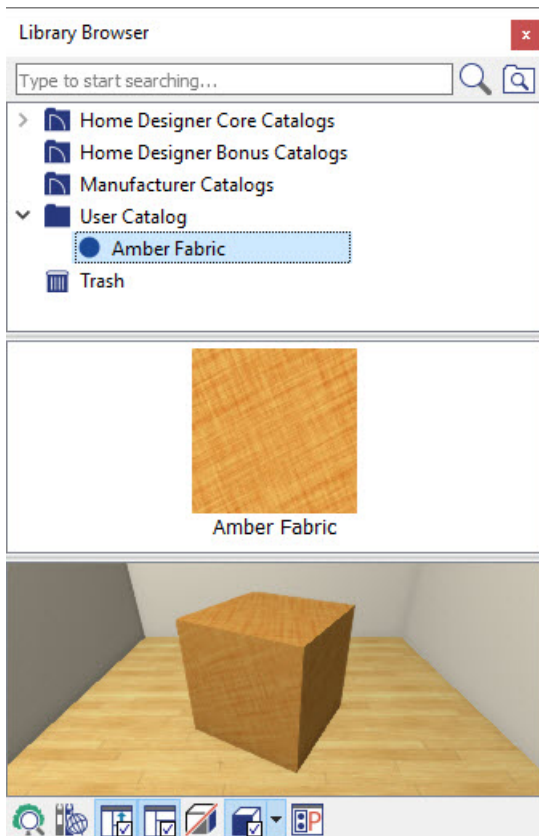 Library Browser
x
Type to start searching...
Home Designer Core Catalogs
Home Designer Bonus Catalogs
Manufacturer Catalogs
User Catalog
Amber Fabric
Trash
Amber Fabric
P